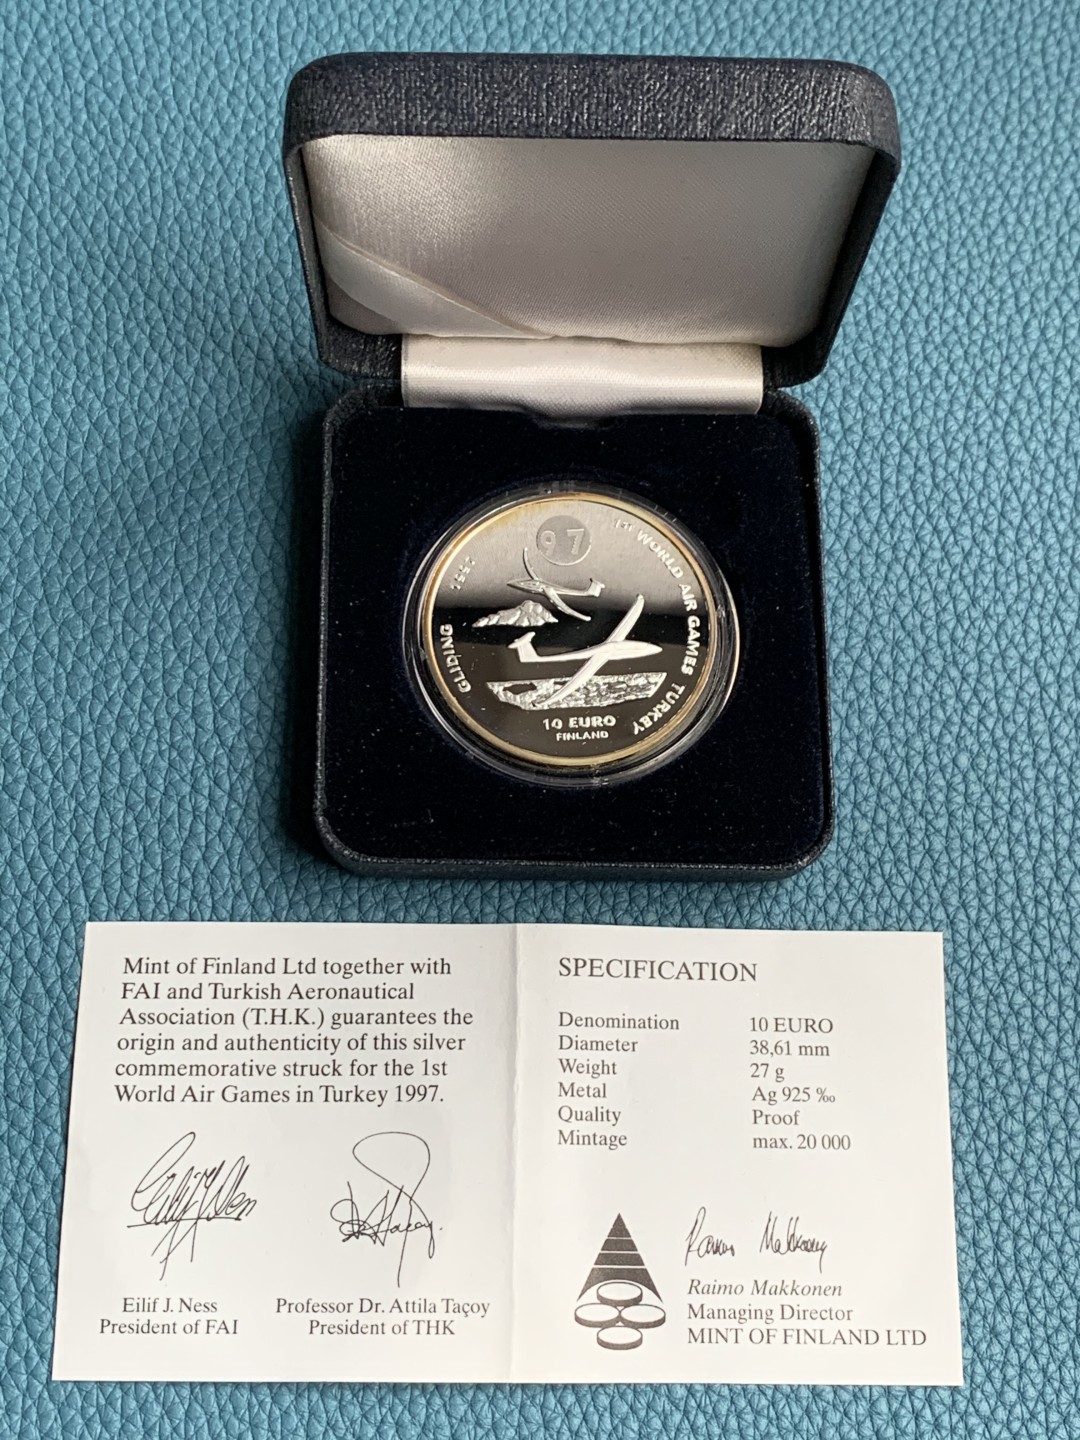 97
1997
1ST WORLD AIR GAMES TURKEY
GLIDING
10 EURO
FINLAND
Mint of Finland Ltd together with
FAI and Turkish Aeronautical
Association (T.H.K.) guarantees the
origin and authenticity of this silver
commemorative struck for the 1st
World Air Games in Turkey 1997.
Eilif J. Ness
President of FAI
Professor Dr. Attila Taçoy
President of THK
SPECIFICATION
Denomination 10 EURO
Diameter 38,61 mm
Weight 27 g
Metal Ag 925 ‰
Quality Proof
Mintage max. 20 000
Raimo Makkonen
Raimo Makkonen
Managing Director
MINT OF FINLAND LTD